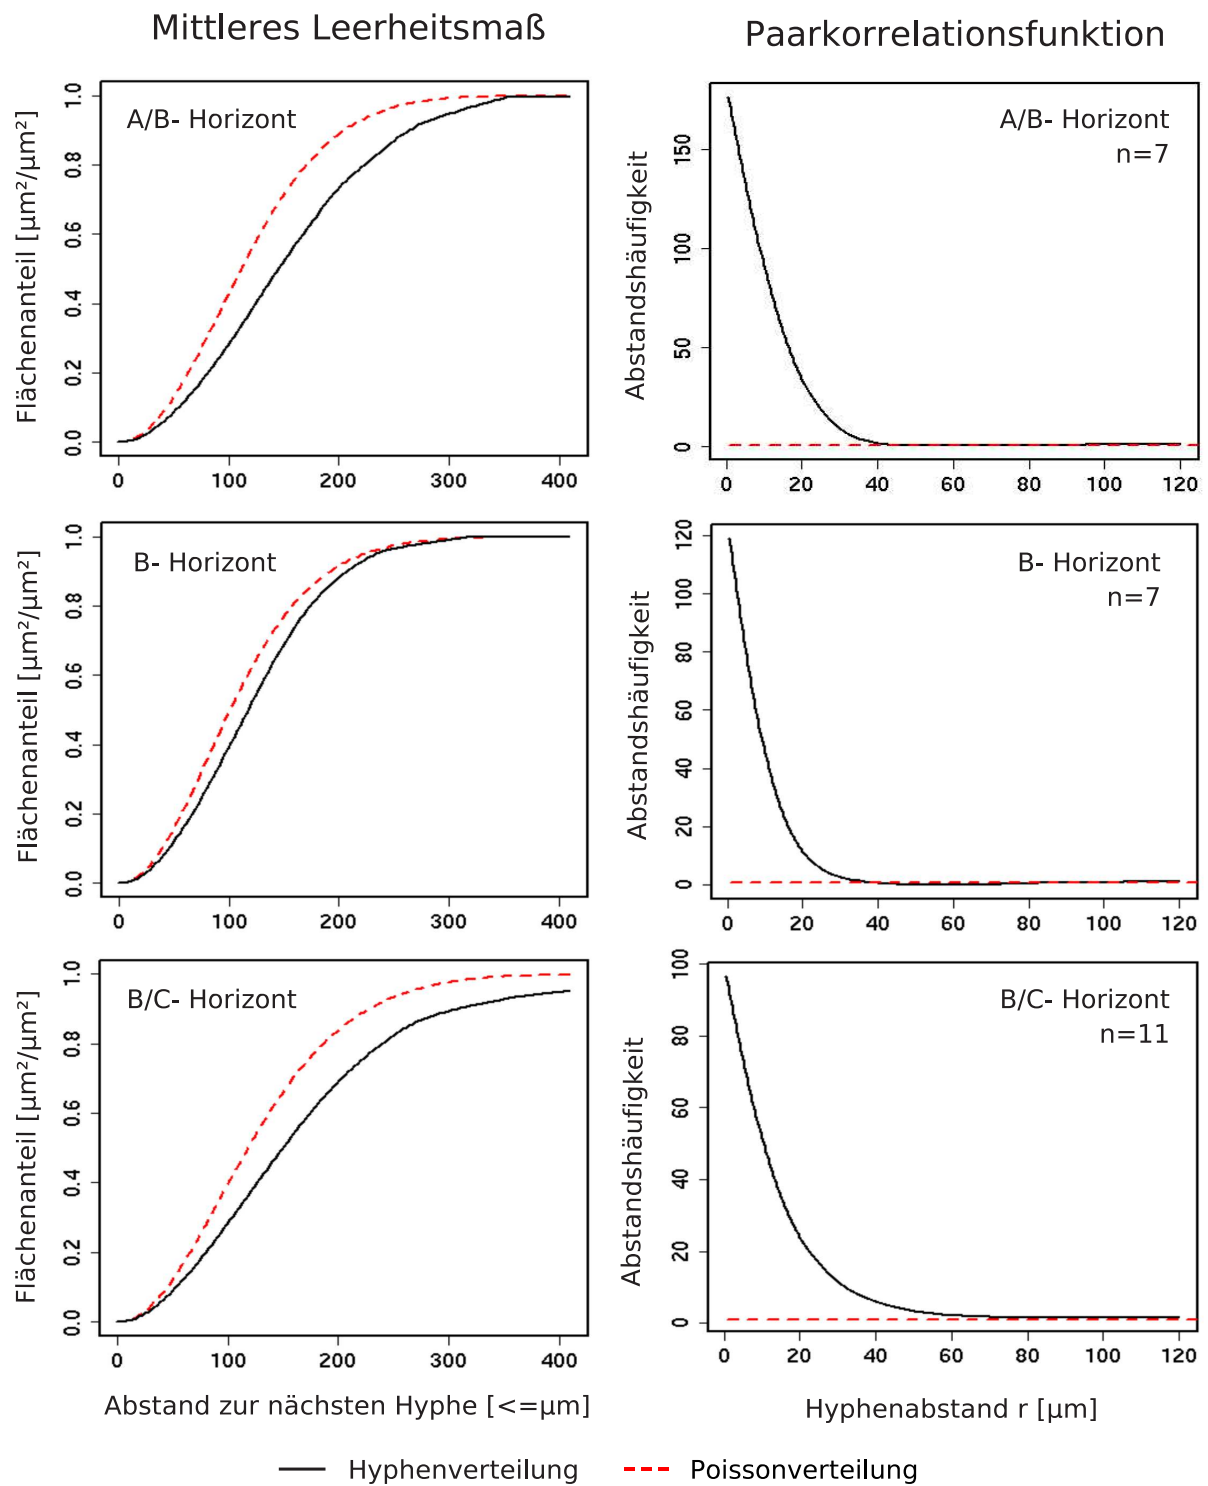 Mittleres Leerheitsmaß
Paarkorrelationsfunktion
A/B- Horizont
Flächenanteil [µm²/µm²]
0.0 0.2 0.4 0.6 0.8 1.0
0 100 200 300 400
A/B- Horizont
n=7
Abstandshäufigkeit
0 50 100 150
0 20 40 60 80 100 120
B- Horizont
Flächenanteil [µm²/µm²]
0.0 0.2 0.4 0.6 0.8 1.0
0 100 200 300 400
B- Horizont
n=7
Abstandshäufigkeit
0 20 40 60 80 100 120
0 20 40 60 80 100 120
B/C- Horizont
Flächenanteil [µm²/µm²]
0.0 0.2 0.4 0.6 0.8 1.0
0 100 200 300 400
Abstand zur nächsten Hyphe [<=µm]
B/C- Horizont
n=11
Abstandshäufigkeit
0 20 40 60 80 100
0 20 40 60 80 100 120
Hyphenabstand r [µm]
Hyphenverteilung
Poissonverteilung